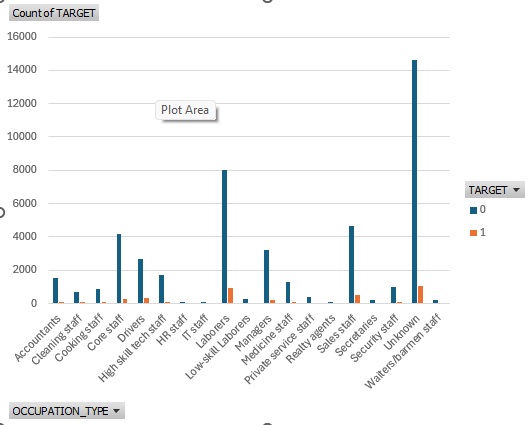 Count of TARGET
16000
14000
12000
10000
8000
6000
4000
2000
0
Plot Area
Accountants
Cleaning staff
Cooking staff
Core staff
Drivers
High skill tech staff
HR staff
IT staff
Laborers
Low-skill Laborers
Managers
Medicine staff
Private service staff
Realty agents
Sales staff
Secretaries
Security staff
Unknown
Waiters/barmen staff
TARGET
0
1
OCCUPATION_TYPE